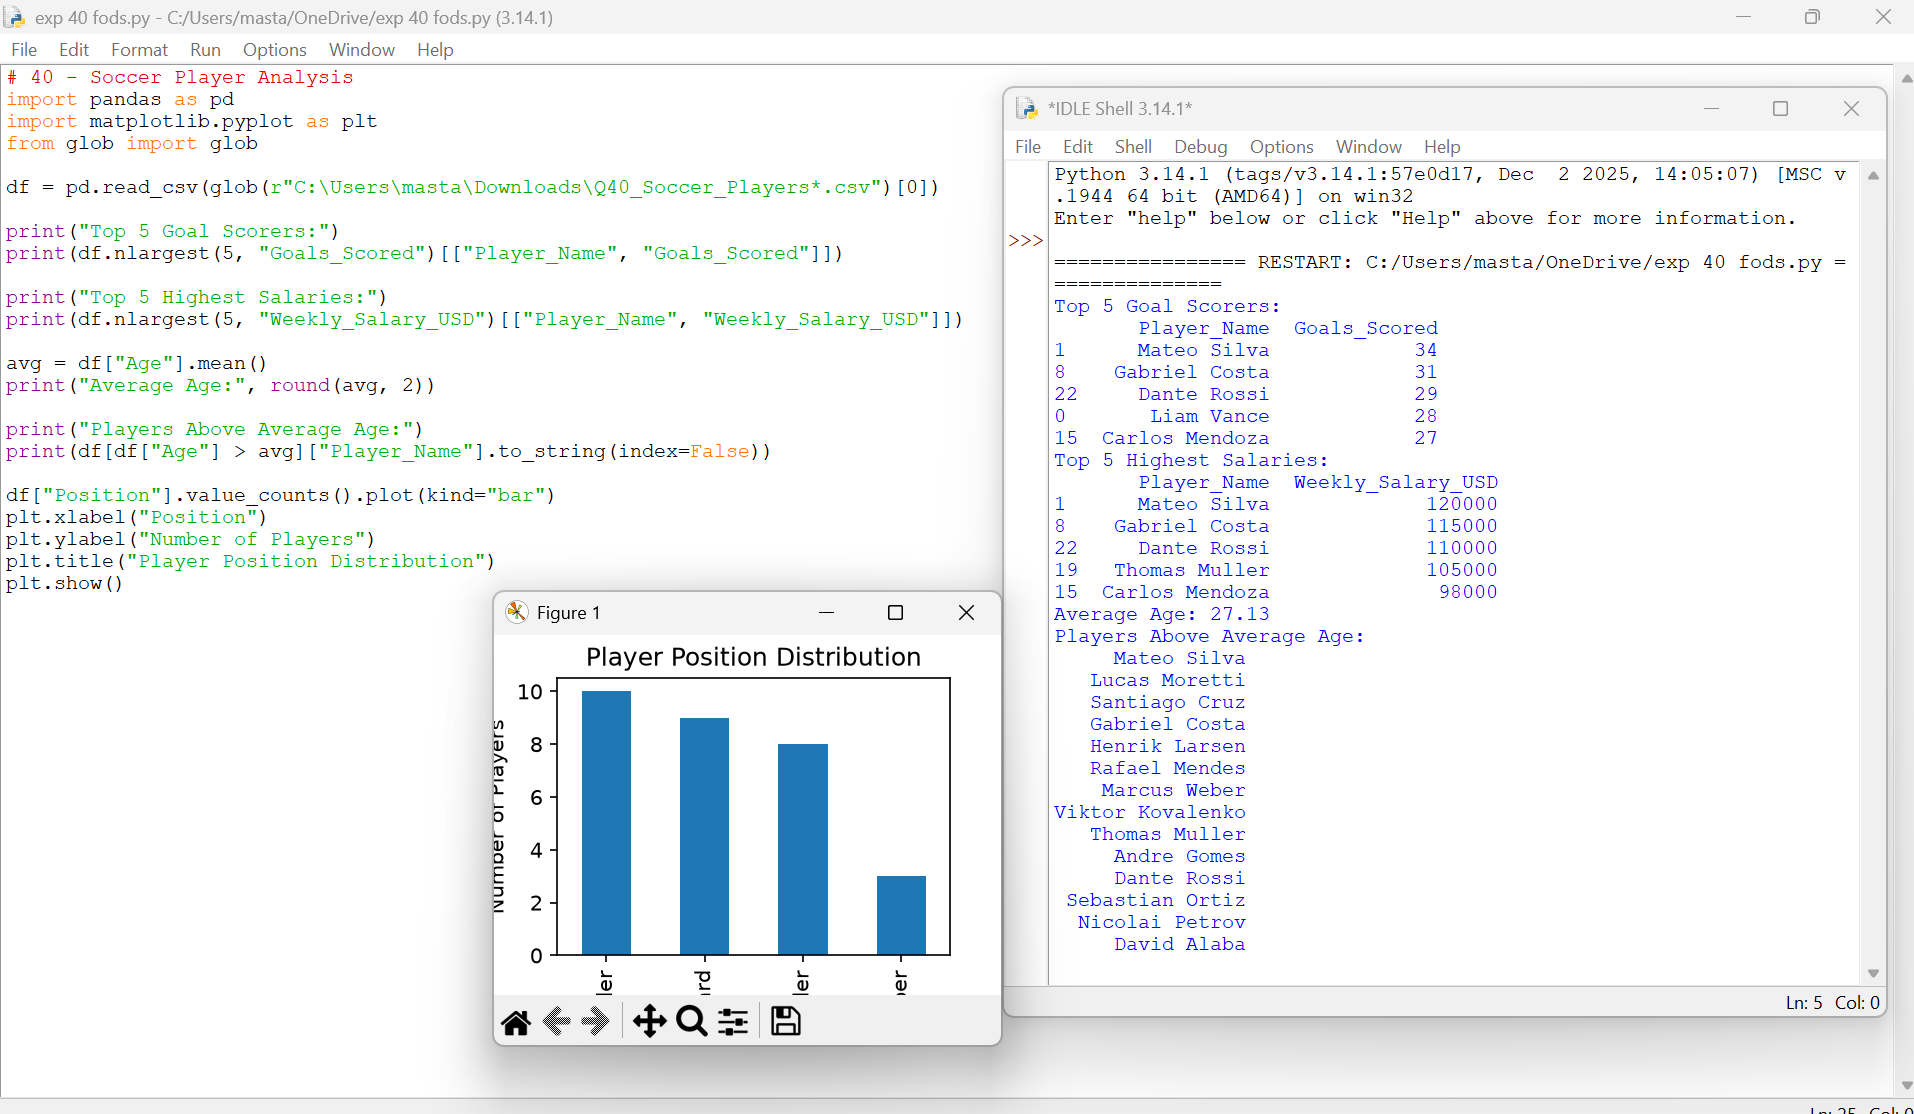 exp 40 fods.py - C:/Users/masta/OneDrive/exp 40 fods.py (3.14.1)
File Edit Format Run Options Window Help
# 40 - Soccer Player Analysis
import pandas as pd
import matplotlib.pyplot as plt
from glob import glob
df = pd.read_csv(glob(r"C:\Users\masta\Downloads\Q40_Soccer_Players*.csv")[0])
print("Top 5 Goal Scorers:")
print(df.nlargest(5, "Goals_Scored")[["Player_Name", "Goals_Scored"]])
print("Top 5 Highest Salaries:")
print(df.nlargest(5, "Weekly_Salary_USD")[["Player_Name", "Weekly_Salary_USD"]])
avg = df["Age"].mean()
print("Average Age:", round(avg, 2))
print("Players Above Average Age:")
print(df[df["Age"] > avg]["Player_Name"].to_string(index=False))
df["Position"].value_counts().plot(kind="bar")
plt.xlabel("Position")
plt.ylabel("Number of Players")
plt.title("Player Position Distribution")
plt.show()
*IDLE Shell 3.14.1*
File Edit Shell Debug Options Window Help
Python 3.14.1 (tags/v3.14.1:57e0d17, Dec  2 2025, 14:05:07) [MSC v
.1944 64 bit (AMD64)] on win32
Enter "help" below or click "Help" above for more information.
>>>
================ RESTART: C:/Users/masta/OneDrive/exp 40 fods.py =
==============
Top 5 Goal Scorers:
Player_Name  Goals_Scored
1 Mateo Silva 34
8 Gabriel Costa 31
22 Dante Rossi 29
0 Liam Vance 28
15 Carlos Mendoza 27
Top 5 Highest Salaries:
Player_Name  Weekly_Salary_USD
1 Mateo Silva 120000
8 Gabriel Costa 115000
22 Dante Rossi 110000
19 Thomas Muller 105000
15 Carlos Mendoza 98000
Average Age: 27.13
Players Above Average Age:
Mateo Silva
Lucas Moretti
Santiago Cruz
Gabriel Costa
Henrik Larsen
Rafael Mendes
Marcus Weber
Viktor Kovalenko
Thomas Muller
Andre Gomes
Dante Rossi
Sebastian Ortiz
Nicolai Petrov
David Alaba
Ln: 5 Col: 0
Figure 1
Player Position Distribution
Number of Players
10
8
6
4
2
0
ler
ard
ler
per